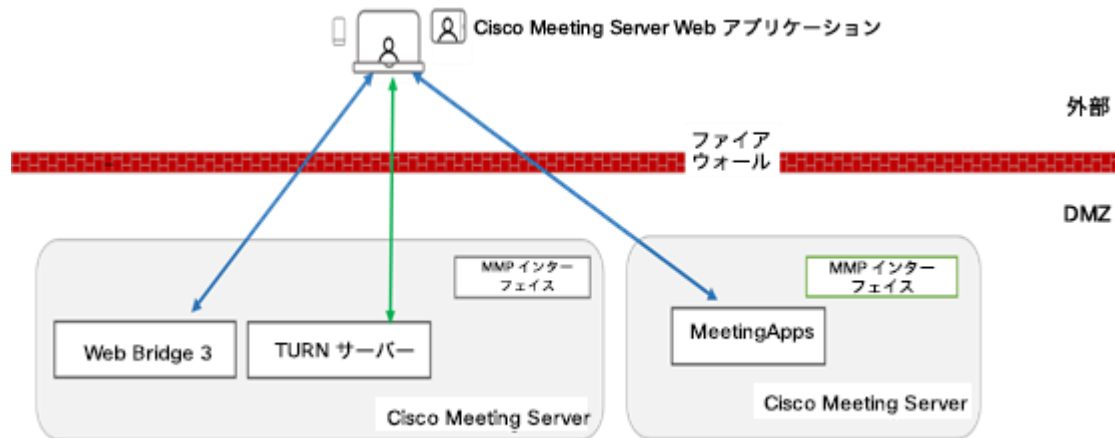 Cisco Meeting Server Web アプリケーション
外部
ファイア
ウォール
DMZ
MMP インター
フェイス
Web Bridge 3
TURN サーバー
Cisco Meeting Server
MMP インター
フェイス
MeetingApps
Cisco Meeting Server